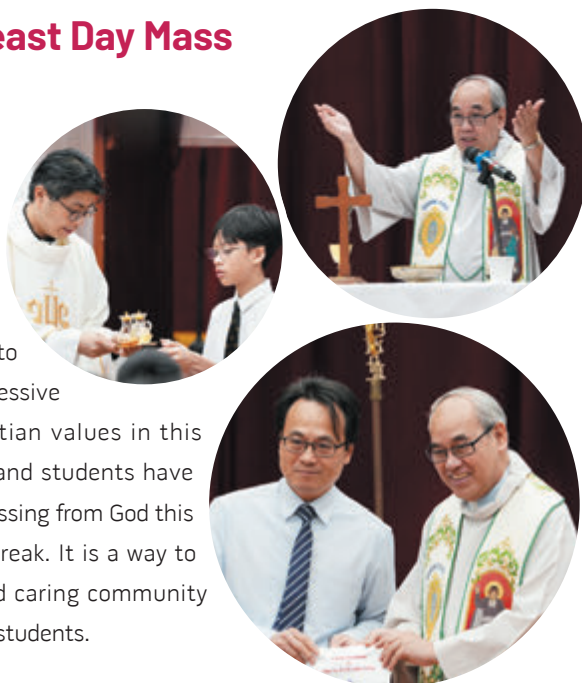 east Day Mass
to
essive
tian values in this
and students have
ssing from God this
reak. It is a way to
d caring community
students.